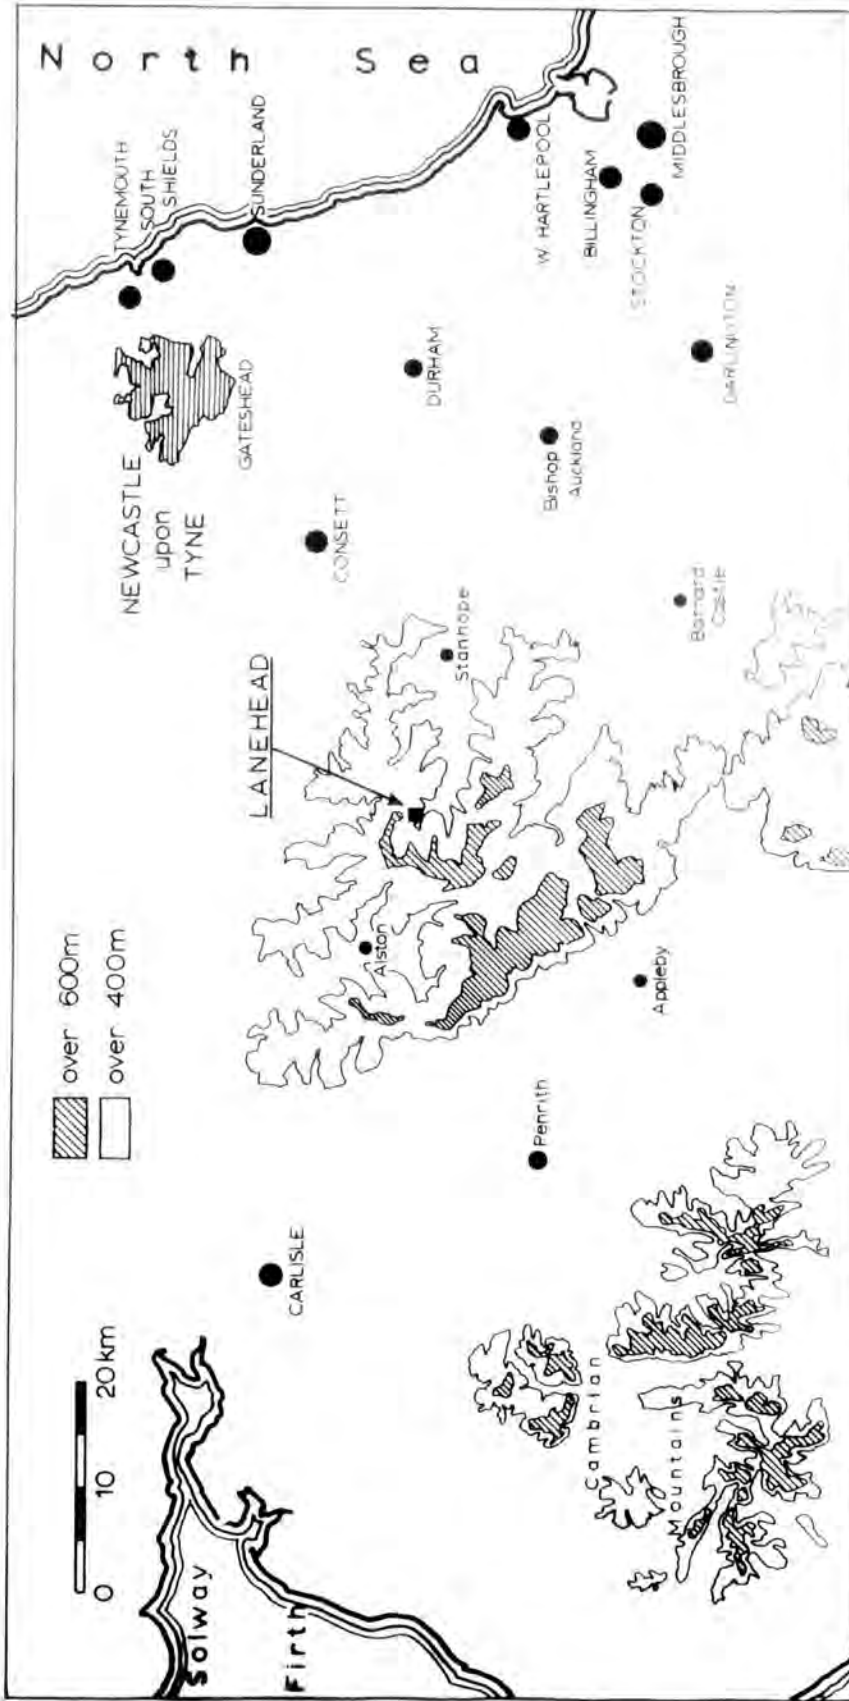 North Sea
TYNEMOUTH
SOUTH
SHIELDS
SUNDERLAND
W. HARTLEPOOL
BILLINGHAM
STOCKTON
MIDDLESBROUGH
NEWCASTLE
upon
TYNE
GATESHEAD
DURHAM
DARLINGTON
Bishop
Auckland
CONSETT
Stanhope
Barnard
Castle
LANEHEAD
over 600m
over 400m
Alston
Appleby
Penrith
CARLISLE
0 10 20km
Solway
Firth
Cambrian
Mountains